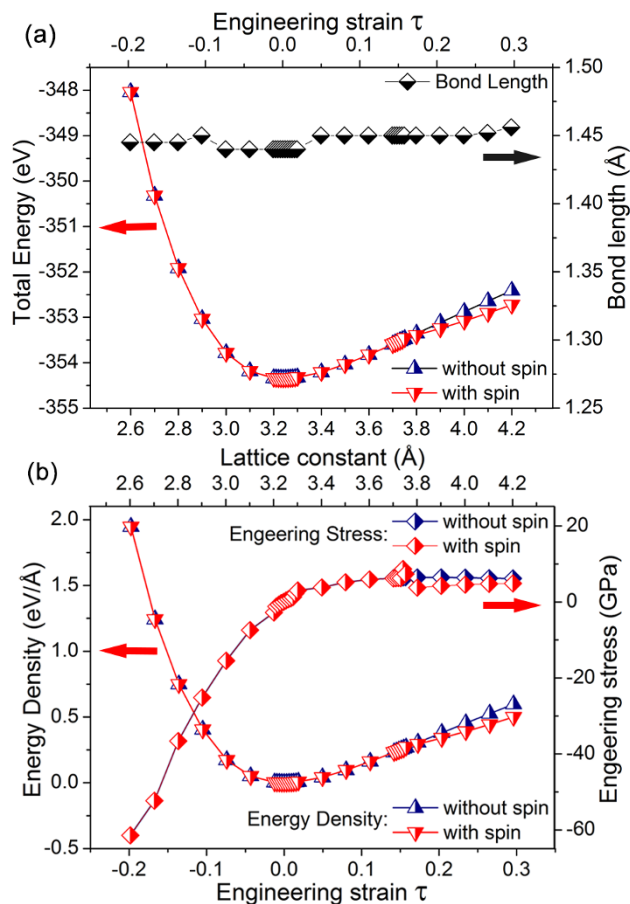 Engineering strain τ
(a)
-0.2 -0.1 0.0 0.1 0.2 0.3
Bond Length
1.50
1.45
1.40
1.35
1.30
1.25
Bond length (Å)
-348
-349
-350
-351
-352
-353
-354
-355
Total Energy (eV)
without spin
with spin
2.6 2.8 3.0 3.2 3.4 3.6 3.8 4.0 4.2
Lattice constant (Å)
(b)
2.6 2.8 3.0 3.2 3.4 3.6 3.8 4.0 4.2
Engeering Stress:
without spin
with spin
2.0
1.5
1.0
0.5
0.0
-0.5
Energy Density (eV/Å)
20
0
-20
-40
-60
Engeering stress (GPa)
Energy Density:
without spin
with spin
-0.2 -0.1 0.0 0.1 0.2 0.3
Engineering strain τ